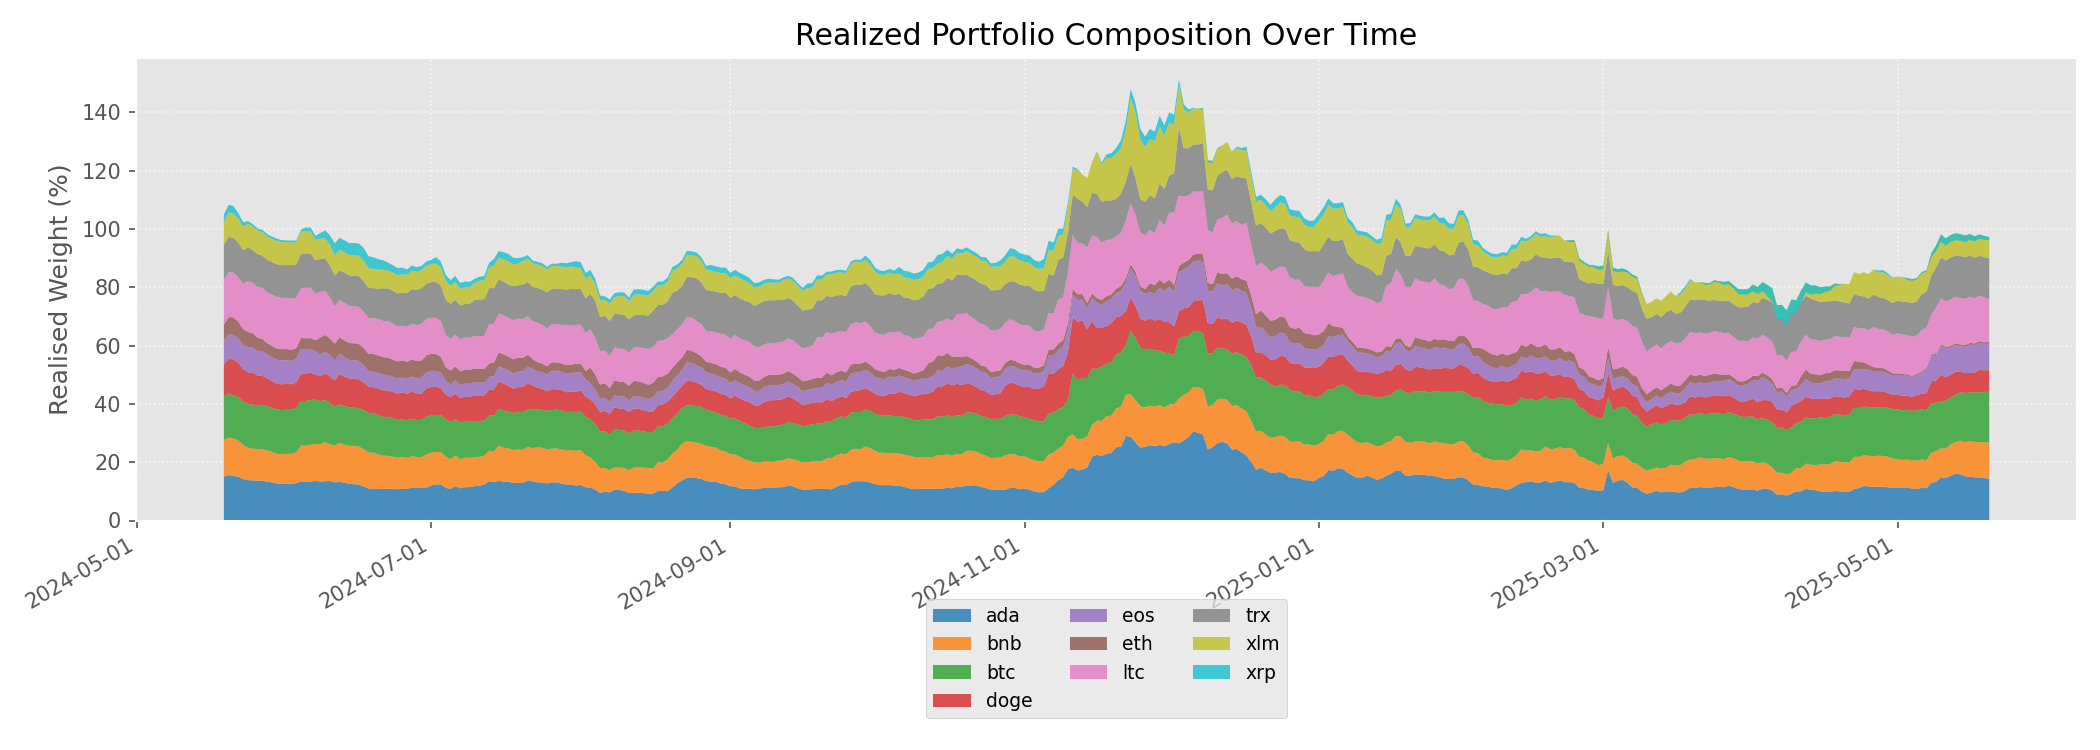 Realized Portfolio Composition Over Time
Realised Weight (%)
140
120
100
80
60
40
20
0
2024-05-01
2024-07-01
2024-09-01
2024-11-01
2025-01-01
2025-03-01
2025-05-01
ada
bnb
btc
doge
eos
eth
ltc
trx
xlm
xrp